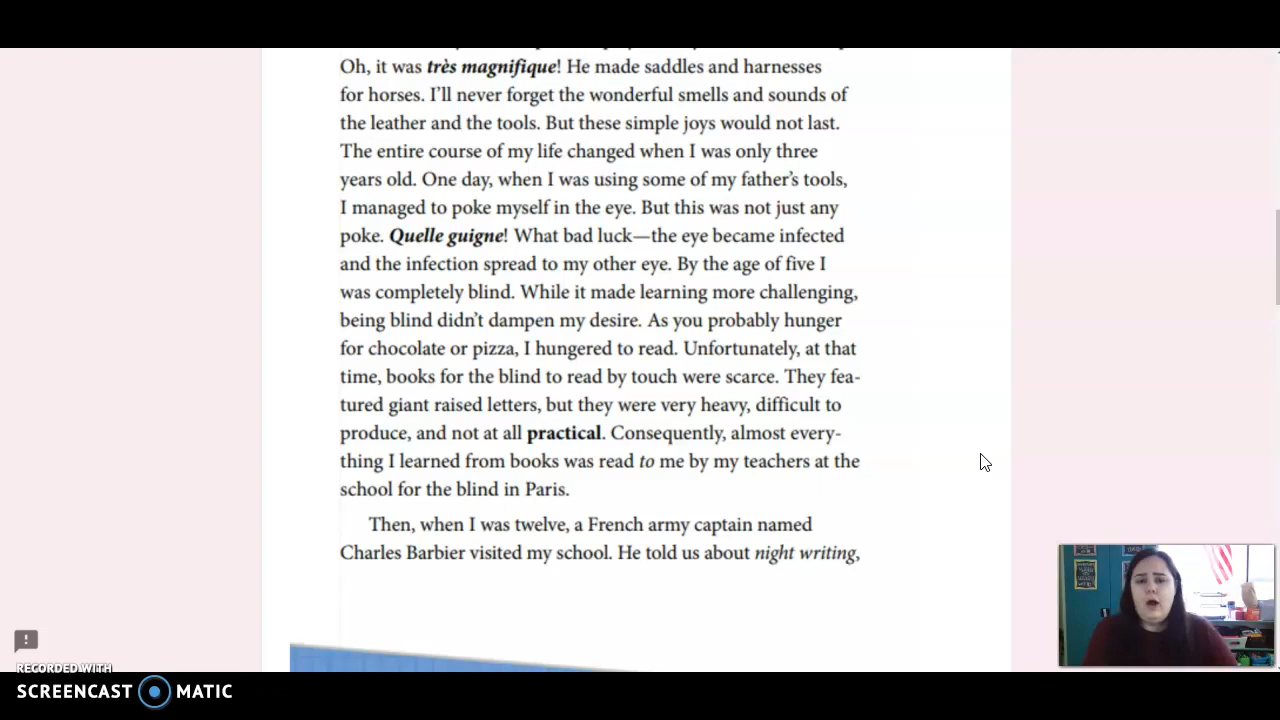 Oh, it was très magnifique! He made saddles and harnesses
for horses. I'll never forget the wonderful smells and sounds of
the leather and the tools. But these simple joys would not last.
The entire course of my life changed when I was only three
years old. One day, when I was using some of my father's tools,
I managed to poke myself in the eye. But this was not just any
poke. Quelle guigne! What bad luck—the eye became infected
and the infection spread to my other eye. By the age of five I
was completely blind. While it made learning more challenging,
being blind didn't dampen my desire. As you probably hunger
for chocolate or pizza, I hungered to read. Unfortunately, at that
time, books for the blind to read by touch were scarce. They fea-
tured giant raised letters, but they were very heavy, difficult to
produce, and not at all practical. Consequently, almost every-
thing I learned from books was read to me by my teachers at the
school for the blind in Paris.
Then, when I was twelve, a French army captain named
Charles Barbier visited my school. He told us about night writing,
RECORDED WITH
SCREENCAST MATIC